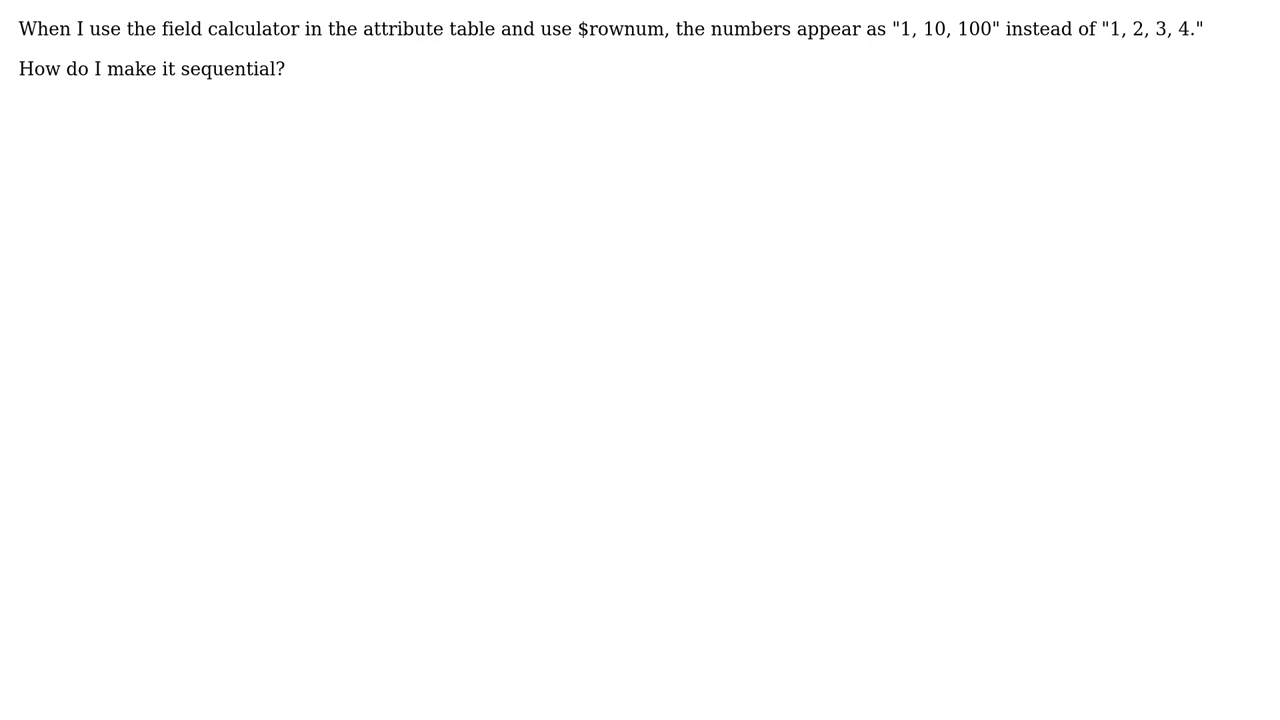 When I use the field calculator in the attribute table and use $rownum, the numbers appear as "1, 10, 100" instead of "1, 2, 3, 4."
How do I make it sequential?